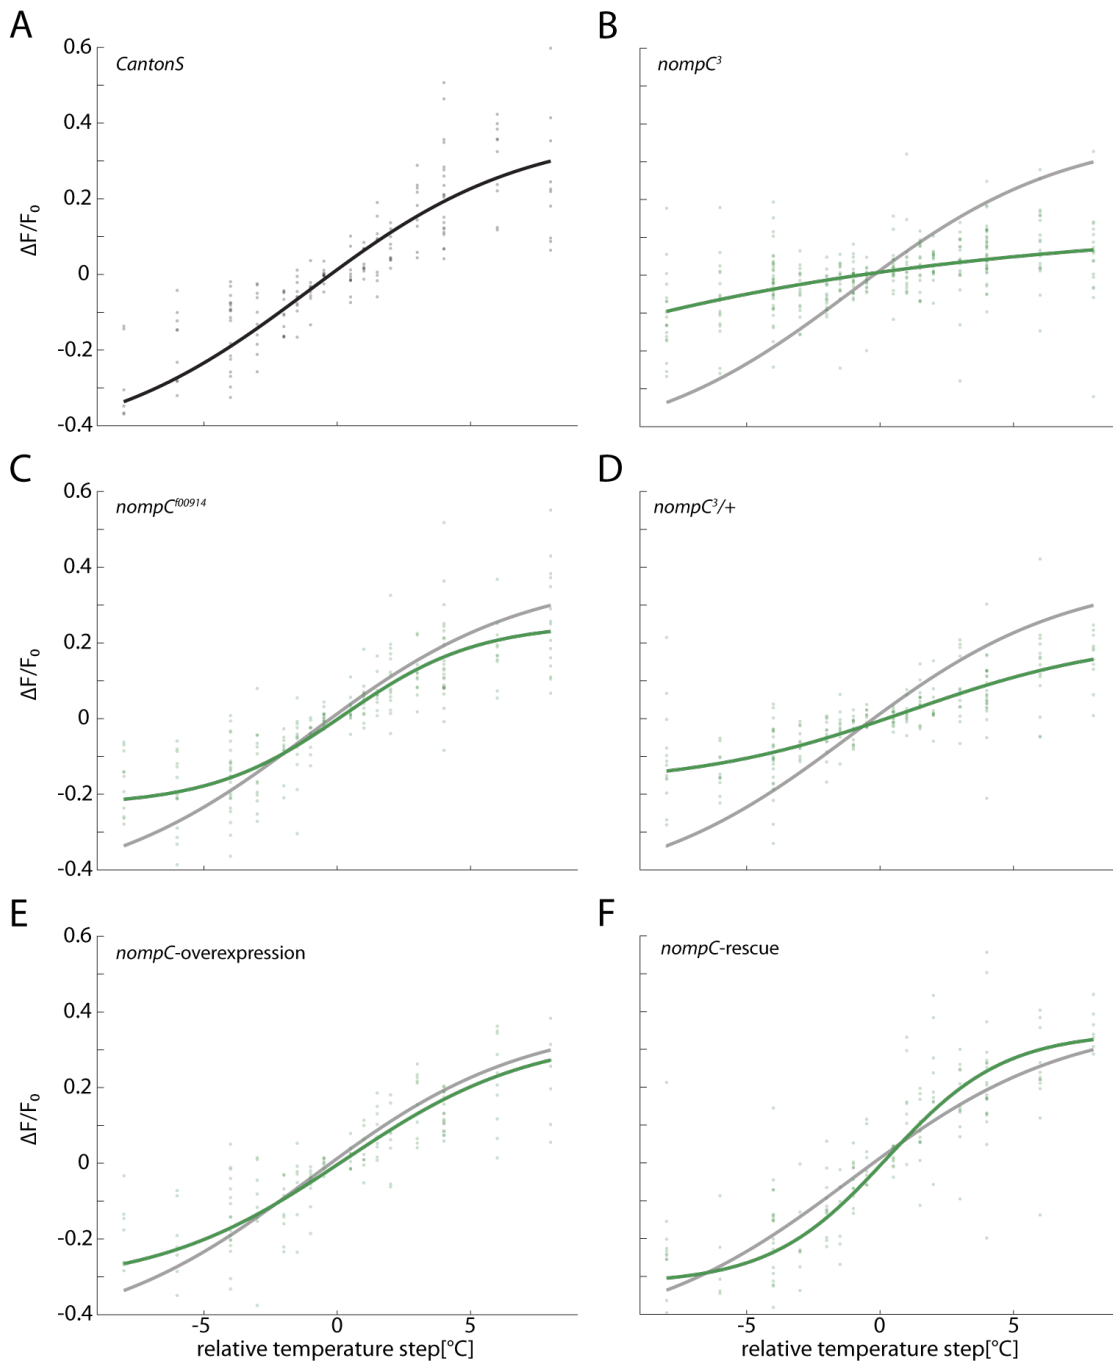 A
B
0.6
CantonS
nompC³
0.4
0.2
ΔF/F₀
0
-0.2
-0.4
-5
0
5
-5
0
5
C
D
0.6
nompCᶠ⁰⁰⁹¹⁴
nompC³/+
0.4
0.2
ΔF/F₀
0
-0.2
-0.4
E
F
0.6
nompC-overexpression
nompC-rescue
0.4
0.2
ΔF/F₀
0
-0.2
-0.4
-5
0
5
-5
0
5
relative temperature step[°C]
relative temperature step[°C]